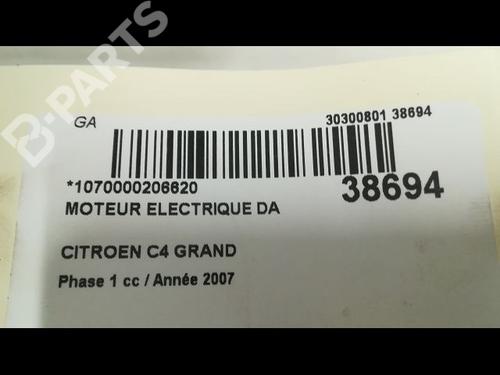 B-PARTS
GA
30300801 38694
*1070000206620
38694
MOTEUR ELECTRIQUE DA
CITROEN C4 GRAND
Phase 1 cc / Année 2007